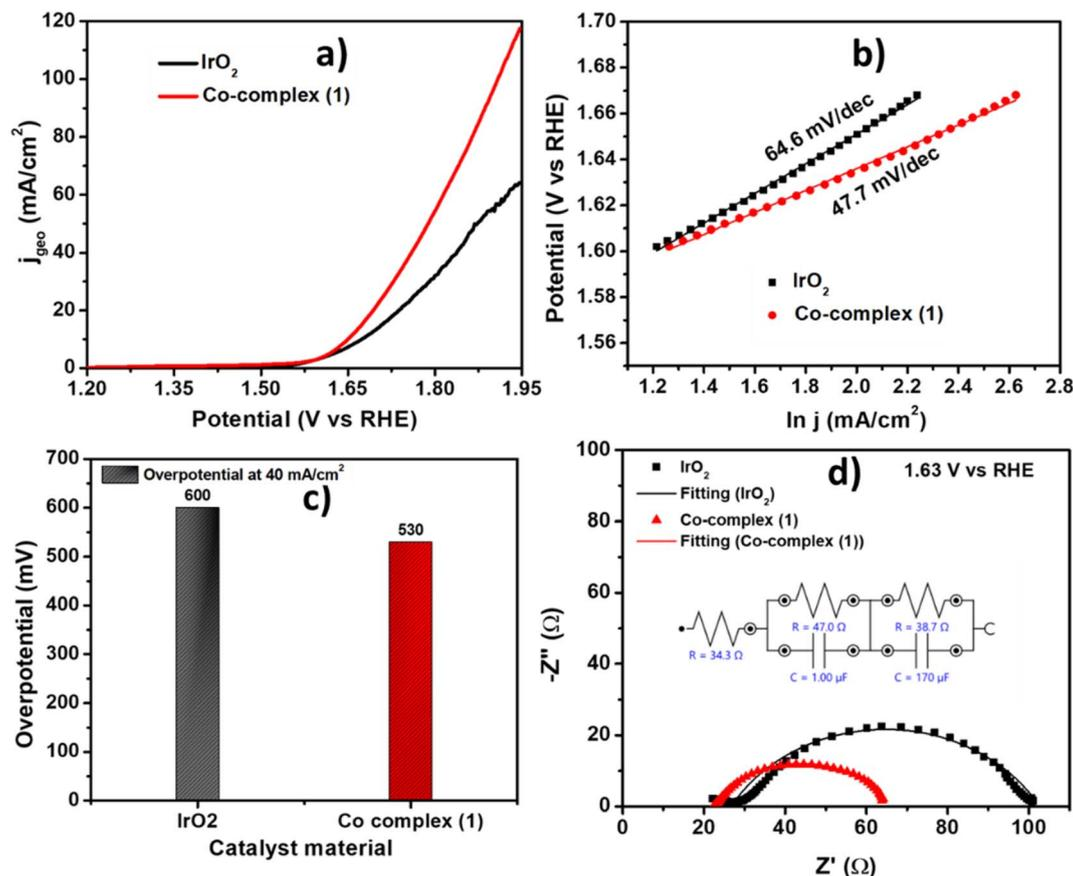 a)
IrO2
Co-complex (1)
120
100
80
60
40
20
0
jgeo (mA/cm2)
1.20 1.35 1.50 1.65 1.80 1.95
Potential (V vs RHE)
b)
1.70
1.68
1.66
1.64
1.62
1.60
1.58
1.56
Potential (V vs RHE)
64.6 mV/dec
47.7 mV/dec
IrO2
Co-complex (1)
1.2 1.4 1.6 1.8 2.0 2.2 2.4 2.6 2.8
ln j (mA/cm2)
c)
Overpotential at 40 mA/cm2
700
600
500
400
300
200
100
0
Overpotential (mV)
600
530
IrO2 Co complex (1)
Catalyst material
d)
1.63 V vs RHE
IrO2
Fitting (IrO2)
Co-complex (1)
Fitting (Co-complex (1))
100
80
60
40
20
0
-Z" (Ω)
R = 34.3 Ω
R = 47.0 Ω
R = 38.7 Ω
C = 1.00 μF
C = 170 μF
0 20 40 60 80 100
Z' (Ω)